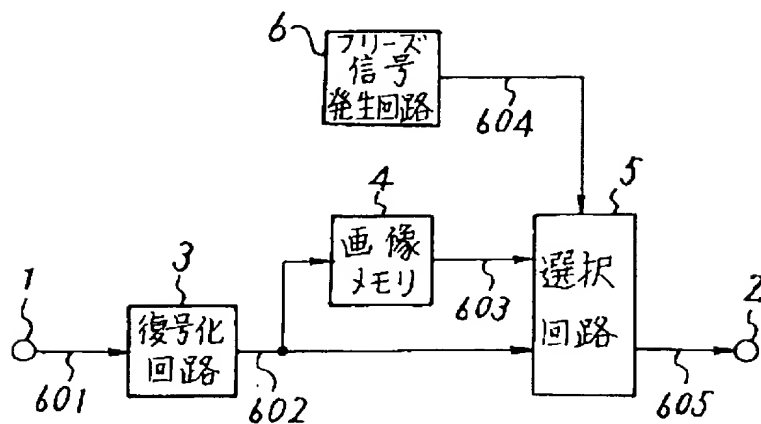 6
フリーズ
信号
発生回路
604
4
画像
メモリ
603
5
選択
回路
1
601
3
復号化
回路
602
2
605